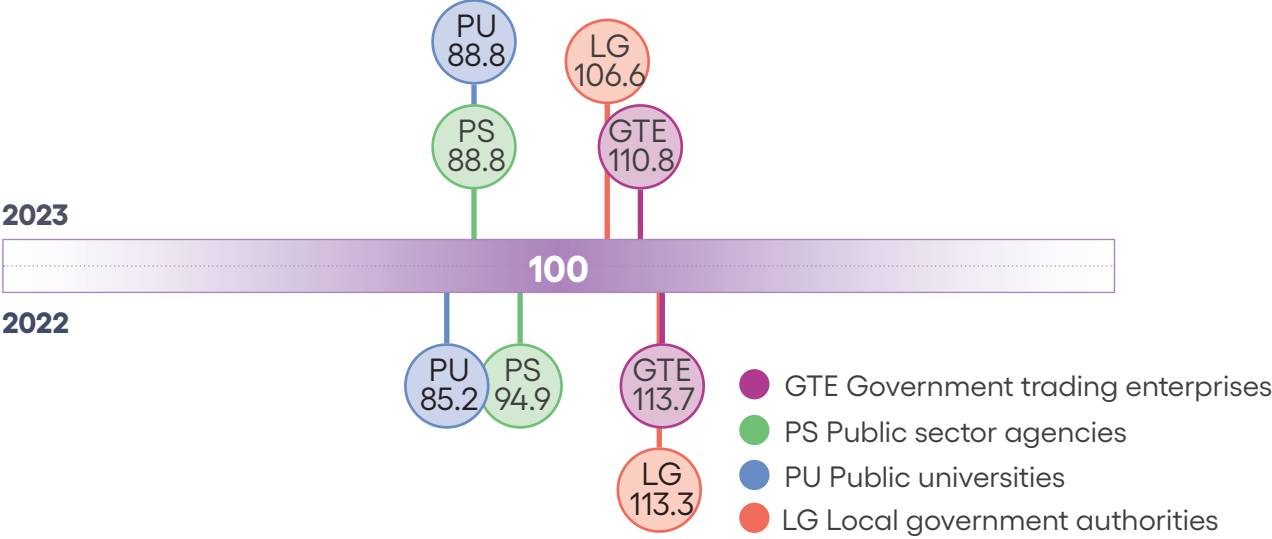 PU
88.8
LG
106.6
PS
88.8
GTE
110.8
2023
100
2022
PU
85.2
PS
94.9
GTE
113.7
LG
113.3
GTE Government trading enterprises
PS Public sector agencies
PU Public universities
LG Local government authorities